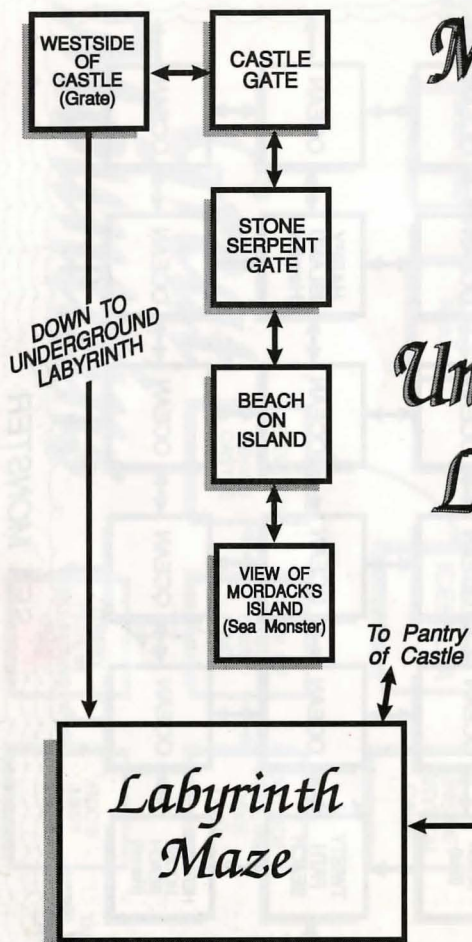 WESTSIDE
OF
CASTLE
(Grate)
CASTLE
GATE
STONE
SERPENT
GATE
DOWN TO
UNDERGROUND
LABYRINTH
BEACH
ON
ISLAND
VIEW OF
MORDACK'S
ISLAND
(Sea Monster)
To Pantry
of Castle
Labyrinth
Maze
M
Un
L